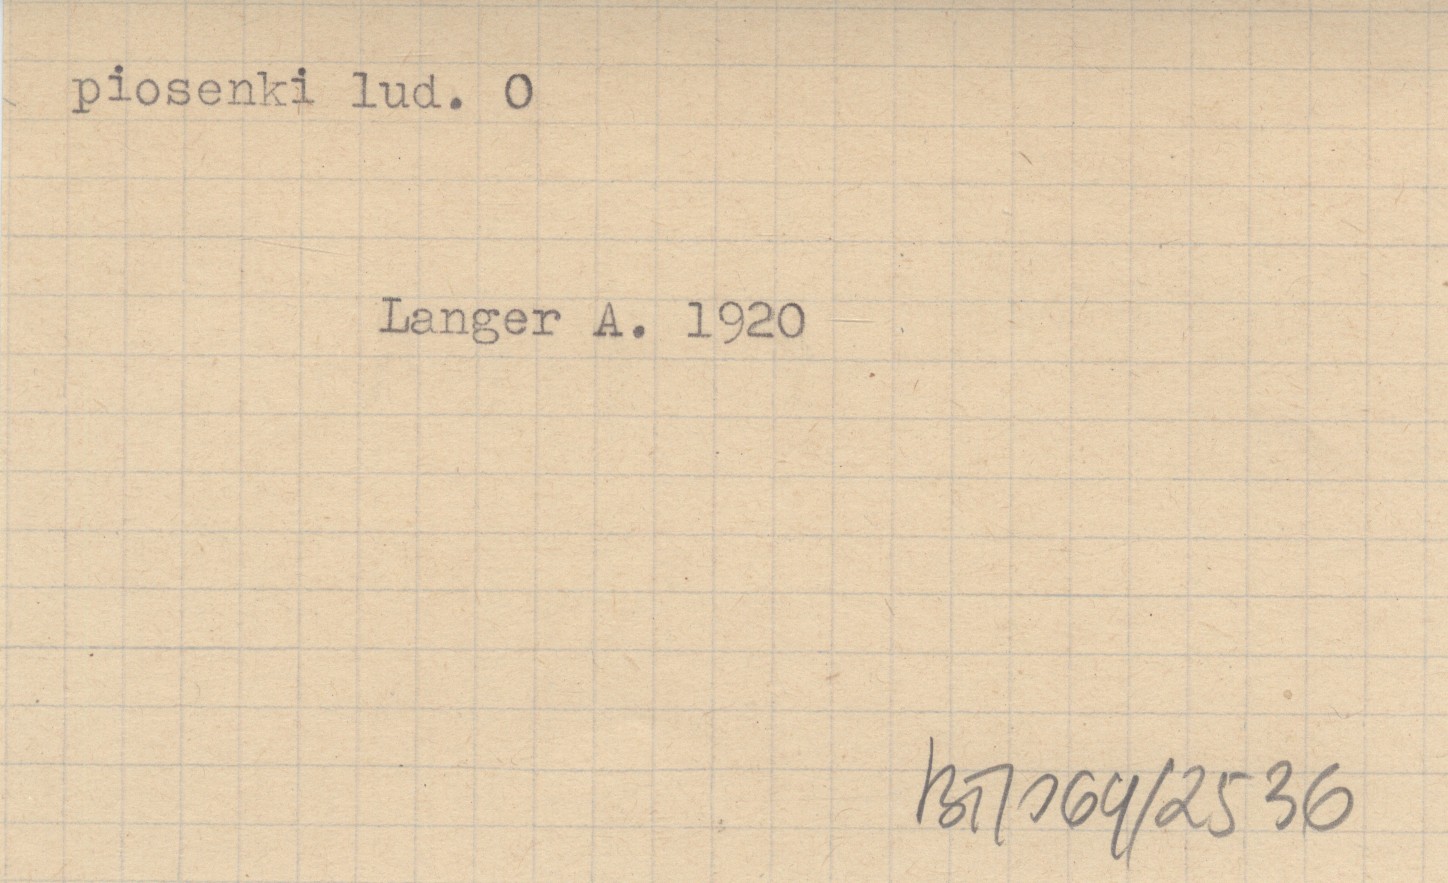 piosenki lud. O
Langer A. 1920